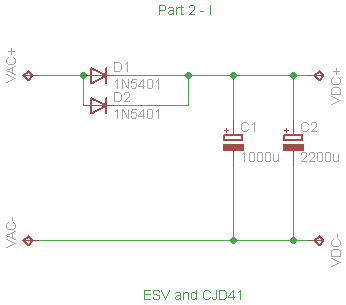 Part 2 - I
VAC+
D1
1N5401
D2
1N5401
VDC+
C1
1000u
C2
2200u
VAC-
VDC-
ESV and CJD41